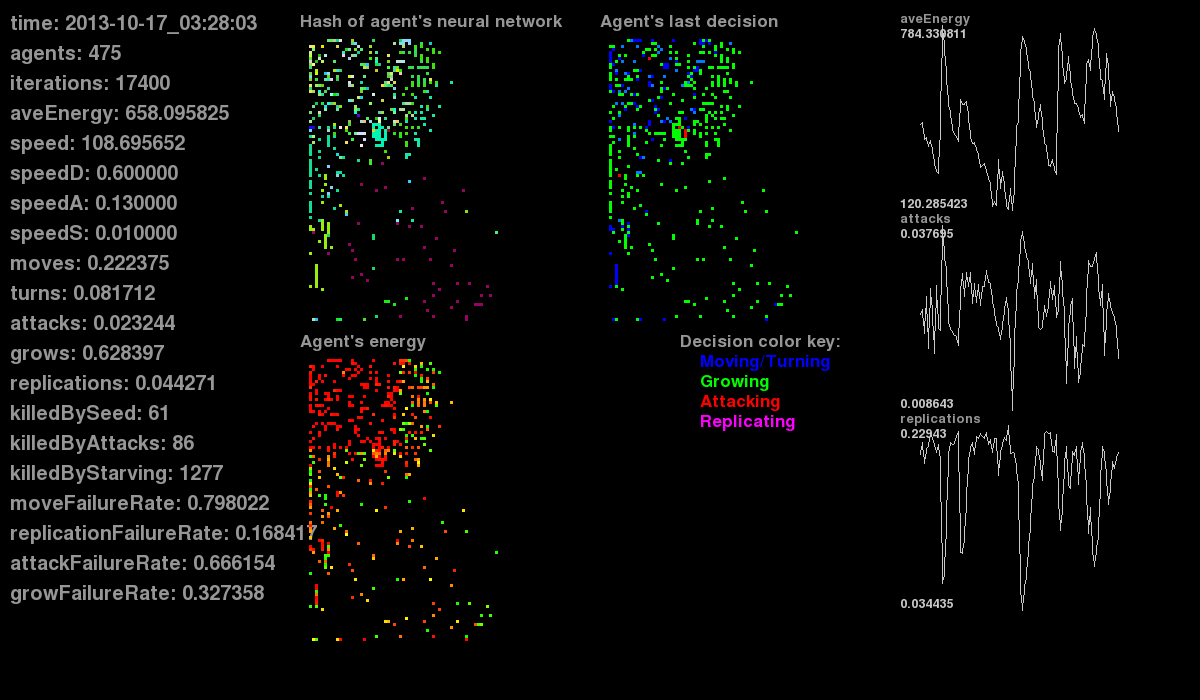 time: 2013-10-17_03:28:03
agents: 475
iterations: 17400
aveEnergy: 658.095825
speed: 108.695652
speedD: 0.600000
speedA: 0.130000
speedS: 0.010000
moves: 0.222375
turns: 0.081712
attacks: 0.023244
grows: 0.628397
replications: 0.044271
killedBySeed: 61
killedByAttacks: 86
killedByStarving: 1277
moveFailureRate: 0.798022
replicationFailureRate: 0.168417
attackFailureRate: 0.666154
growFailureRate: 0.327358
Hash of agent's neural network
Agent's last decision
Agent's energy
Decision color key:
Moving/Turning
Growing
Attacking
Replicating
aveEnergy
784.330811
120.285423
attacks
0.037695
0.008643
replications
0.22943
0.034435